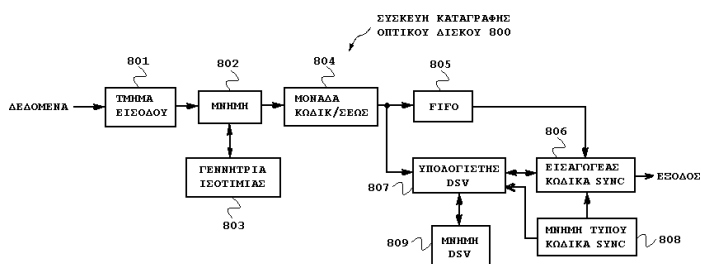 ΣΥΣΚΕΥΗ ΚΑΤΑΓΡΑΦΗΣ
ΟΠΤΙΚΟΥ ΔΙΣΚΟΥ 800
801
802
804
805
ΔΕΔΟΜΕΝΑ
ΤΜΗΜΑ
ΕΙΣΟΔΟΥ
ΜΝΗΜΗ
ΜΟΝΑΔΑ
ΚΩΔΙΚ/ΣΕΩΣ
FIFO
806
ΓΕΝΝΗΤΡΙΑ
ΙΣΟΤΙΜΙΑΣ
803
807
ΥΠΟΛΟΓΙΣΤΗΣ
DSV
ΕΙΣΑΓΩΓΕΑΣ
ΚΩΔΙΚΑ SYNC
ΕΞΟΔΟΣ
809
ΜΝΗΜΗ
DSV
ΜΝΗΜΗ ΤΥΠΟΥ
ΚΩΔΙΚΑ SYNC
808